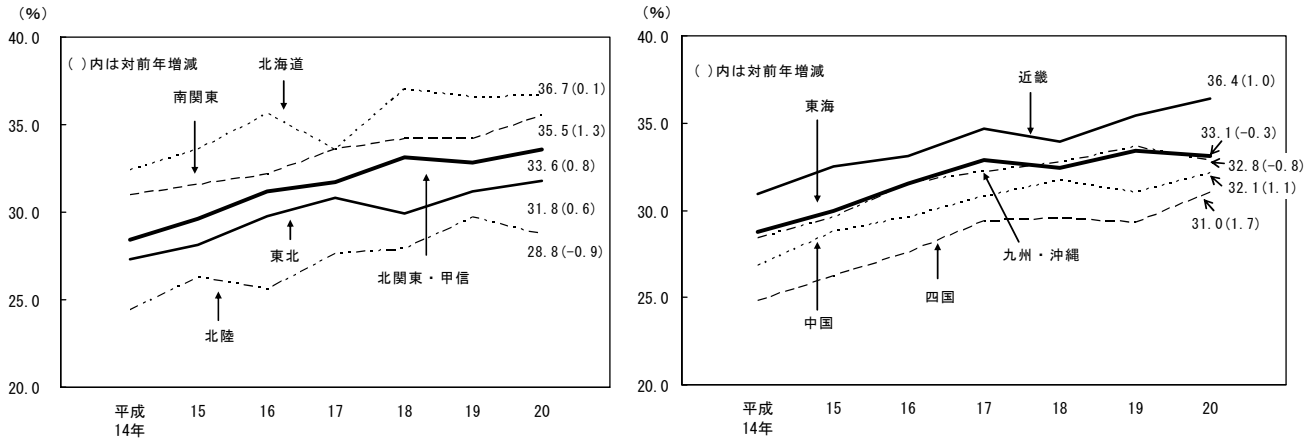 (%)
40.0
35.0
30.0
25.0
20.0
( )内は対前年増減
北海道
南関東
36.7(0.1)
35.5(1.3)
33.6(0.8)
31.8(0.6)
28.8(-0.9)
東北
北関東・甲信
北陸
平成
14年
15
16
17
18
19
20
(%)
40.0
35.0
30.0
25.0
20.0
( )内は対前年増減
東海
近畿
36.4(1.0)
33.1(-0.3)
32.8(-0.8)
32.1(1.1)
31.0(1.7)
九州・沖縄
四国
中国
平成
14年
15
16
17
18
19
20